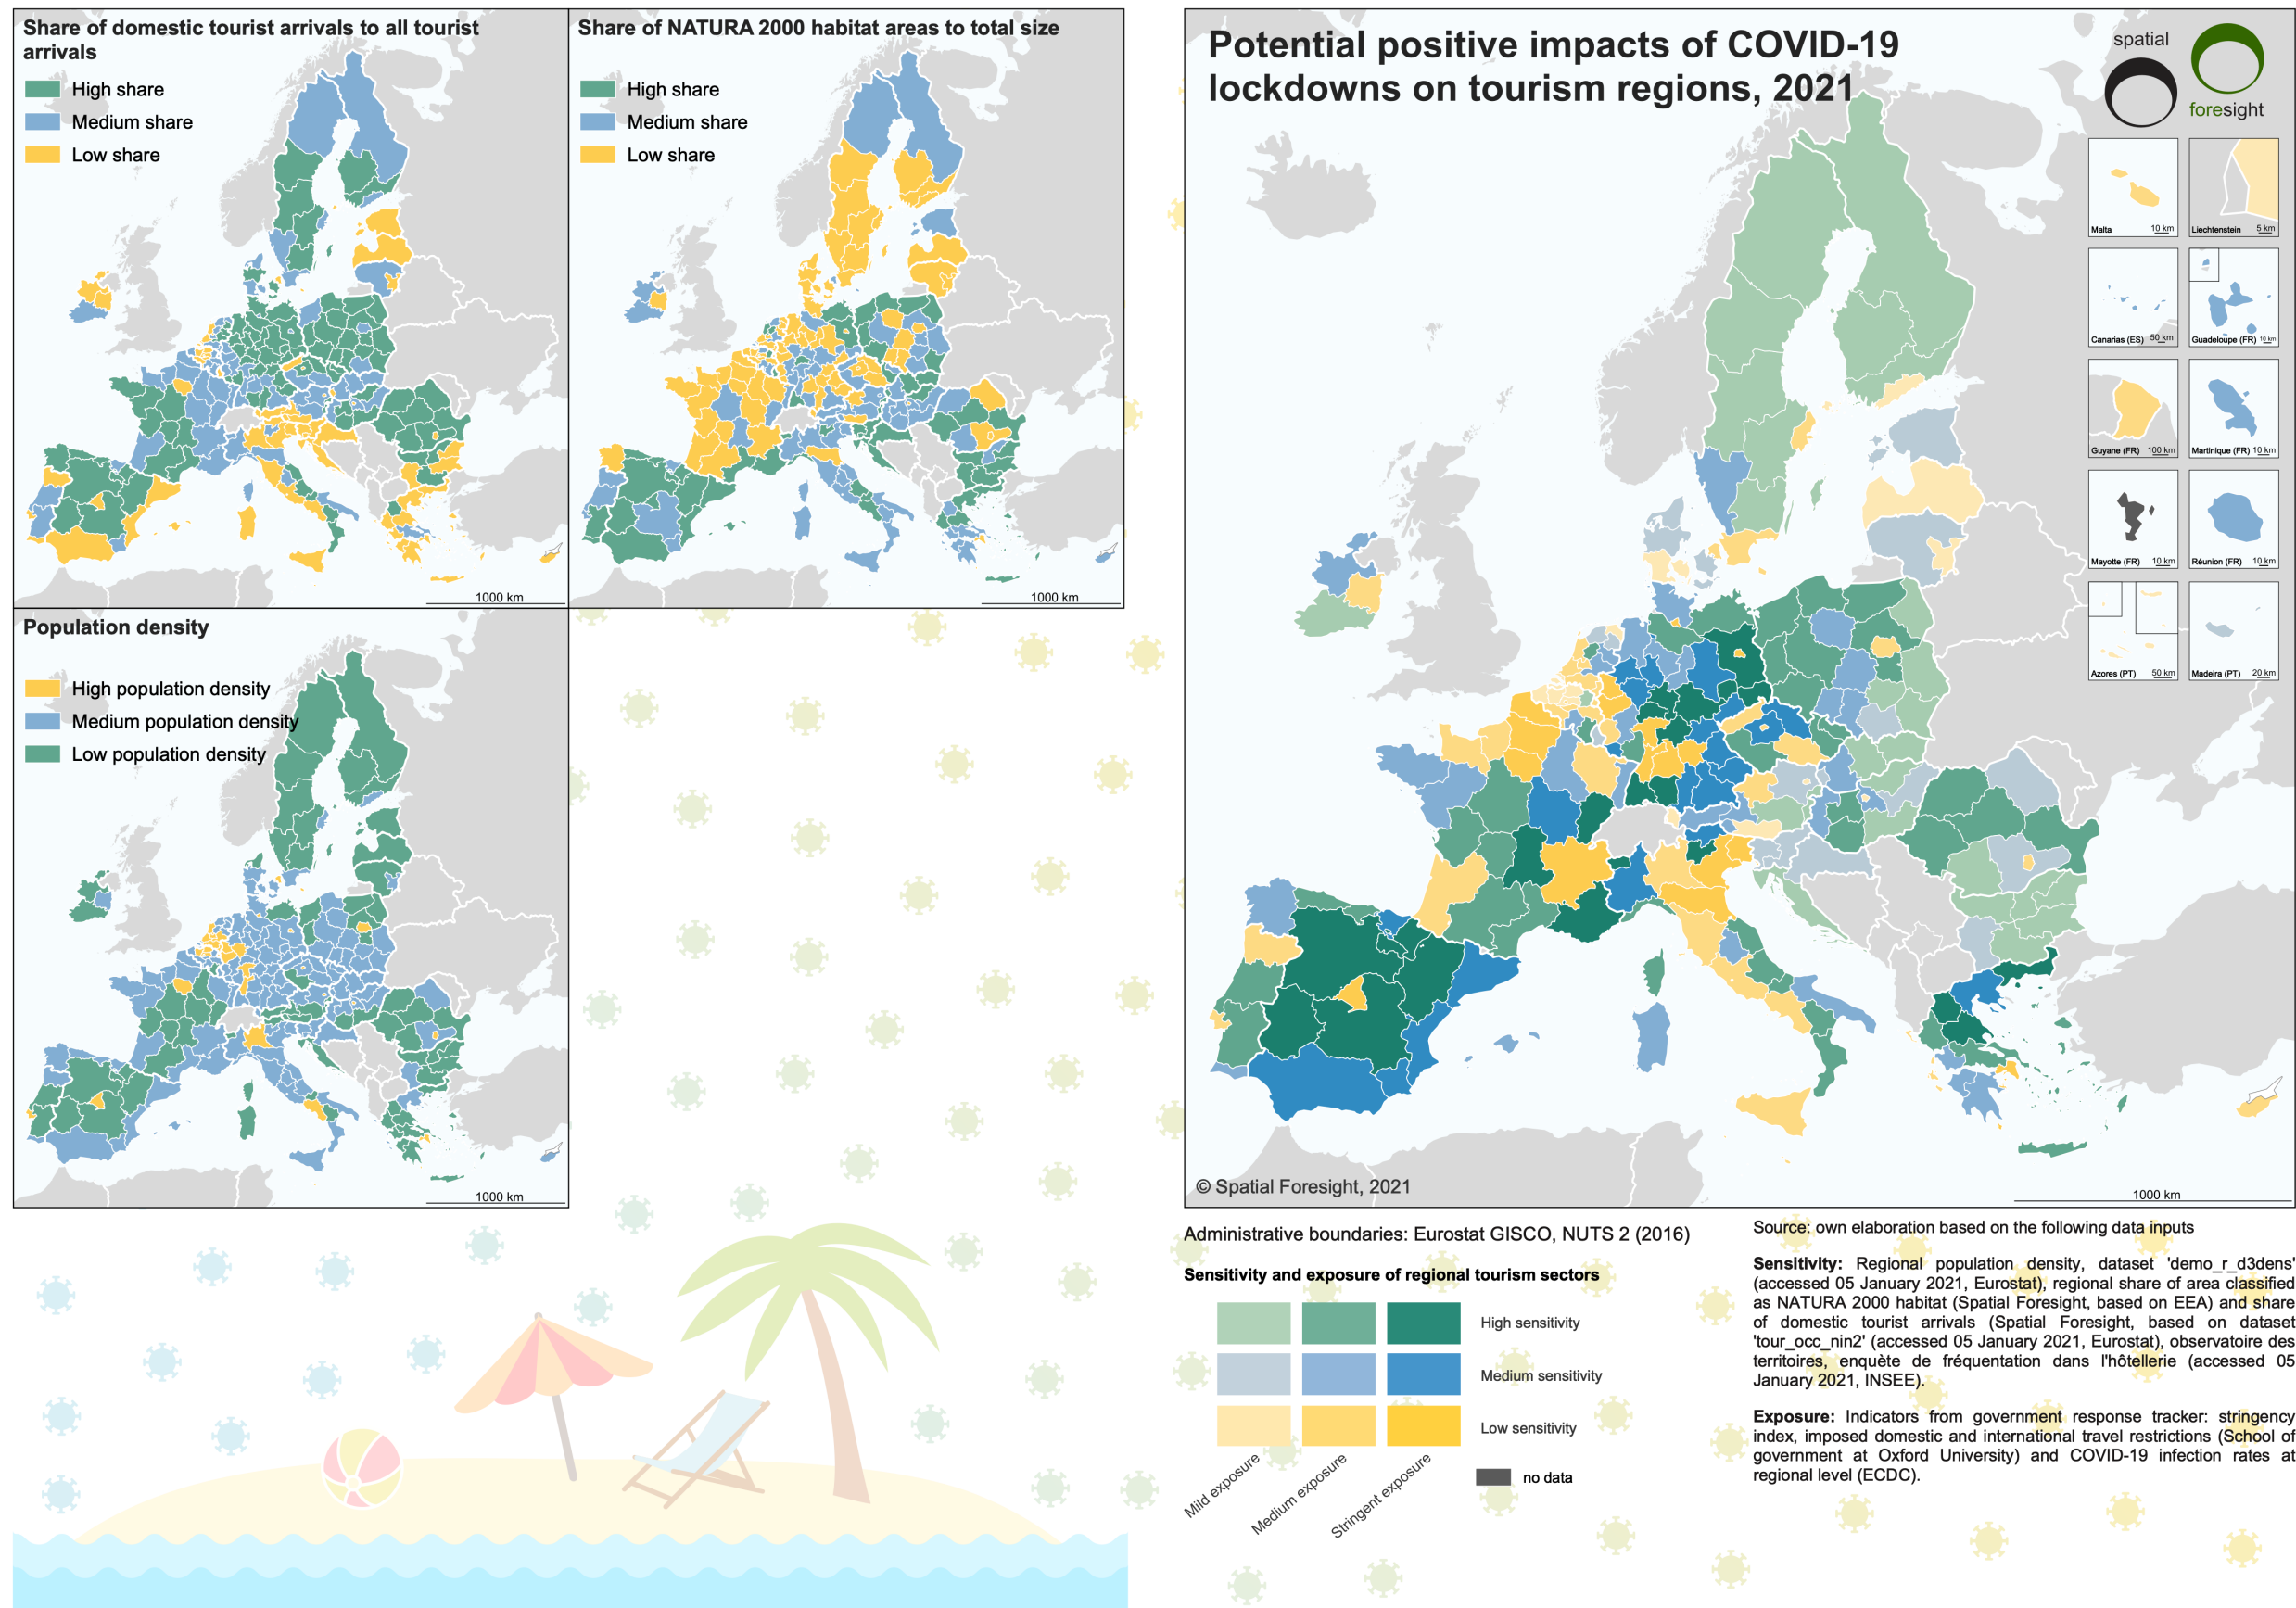 Share of domestic tourist arrivals to all tourist
arrivals
High share
Medium share
Low share
1000 km
Share of NATURA 2000 habitat areas to total size
High share
Medium share
Low share
1000 km
Population density
High population density
Medium population density
Low population density
1000 km
Potential positive impacts of COVID-19
lockdowns on tourism regions, 2021
spatial
foresight
Malta 10 km
Liechtenstein 5 km
Canarias (ES) 50 km
Guadeloupe (FR) 10 km
Guyane (FR) 100 km
Martinique (FR) 10 km
Mayotte (FR) 10 km
Réunion (FR) 10 km
Azores (PT) 50 km
Madeira (PT) 20 km
© Spatial Foresight, 2021
1000 km
Administrative boundaries: Eurostat GISCO, NUTS 2 (2016)
Sensitivity and exposure of regional tourism sectors
High sensitivity
Medium sensitivity
Low sensitivity
Mild exposure
Medium exposure
Stringent exposure
no data
Source: own elaboration based on the following data inputs
Sensitivity: Regional population density, dataset 'demo_r_d3dens'
(accessed 05 January 2021, Eurostat), regional share of area classified
as NATURA 2000 habitat (Spatial Foresight, based on EEA) and share
of domestic tourist arrivals (Spatial Foresight, based on dataset
'tour_occ_nin2' (accessed 05 January 2021, Eurostat), observatoire des
territoires, enquète de fréquentation dans l'hôtellerie (accessed 05
January 2021, INSEE).
Exposure: Indicators from government response tracker: stringency
index, imposed domestic and international travel restrictions (School of
government at Oxford University) and COVID-19 infection rates at
regional level (ECDC).